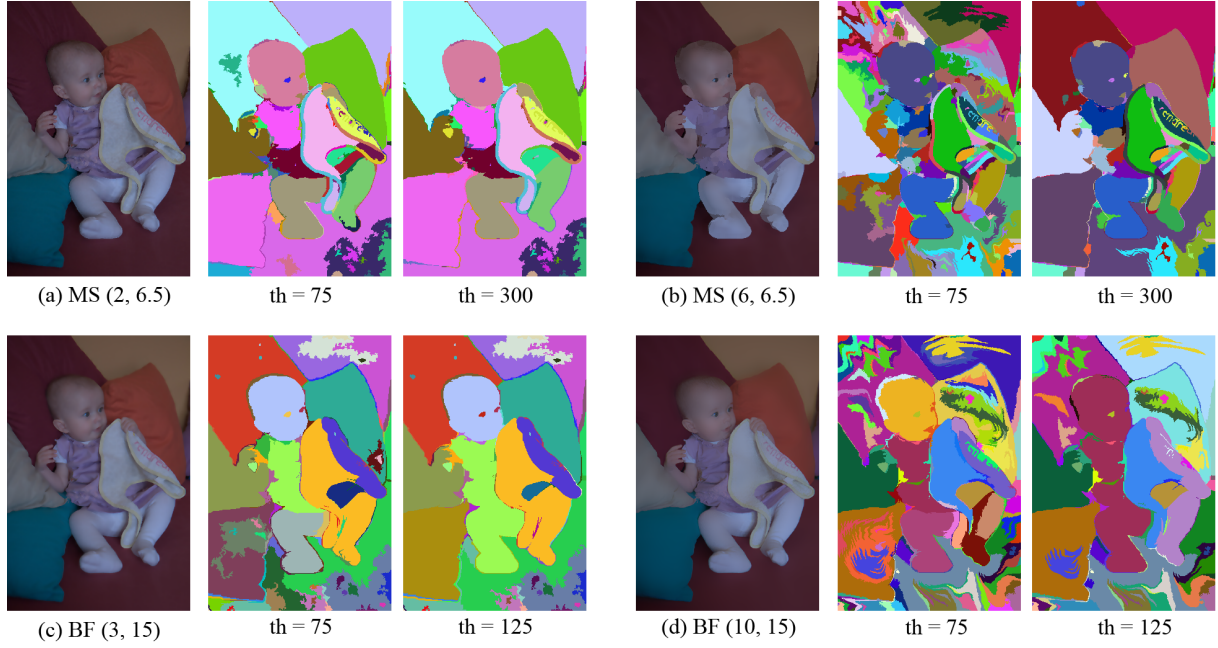 (a) MS (2, 6.5) th = 75 th = 300 (b) MS (6, 6.5) th = 75 th = 300
(c) BF (3, 15) th = 75 th = 125 (d) BF (10, 15) th = 75 th = 125